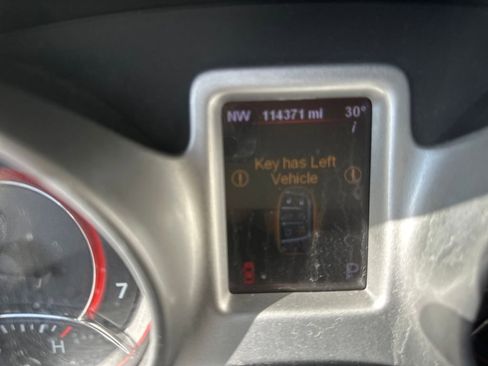 NW 114371 mi 30°
i
Key has Left
Vehicle
P
7
H